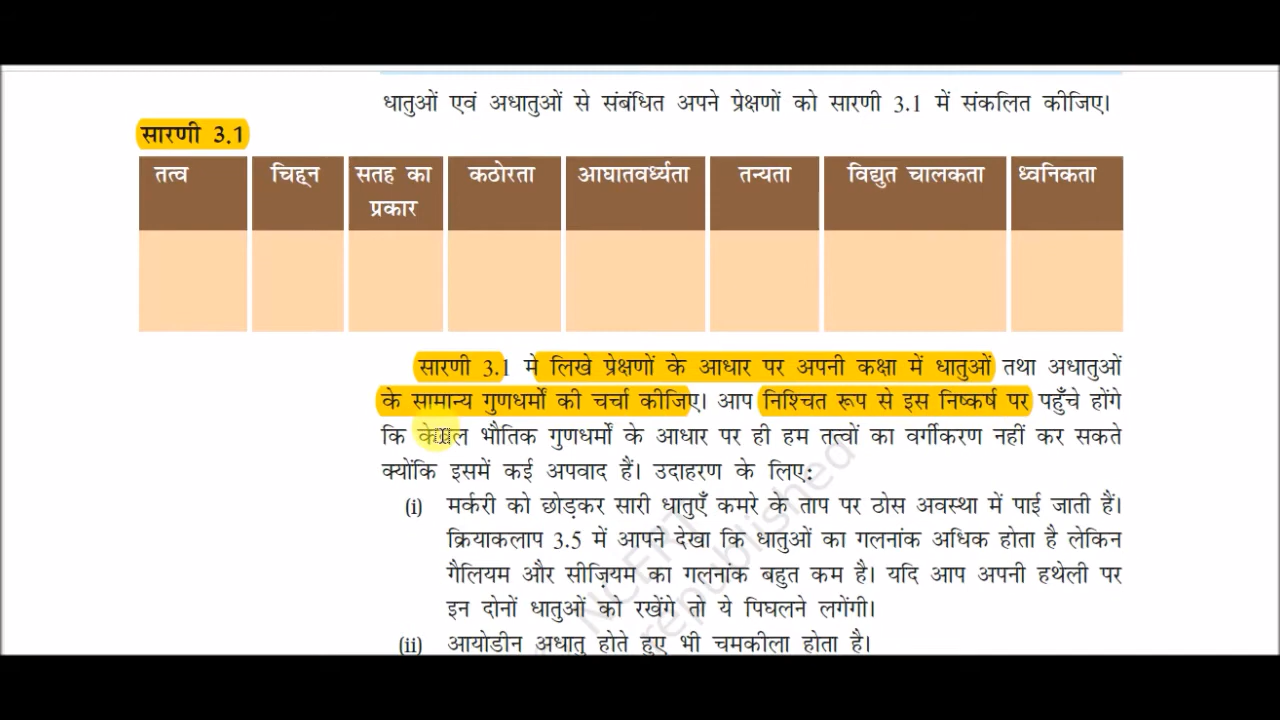 धातुओं एवं अधातुओं से संबंधित अपने प्रेक्षणों को सारणी 3.1 में संकलित कीजिए।
सारणी 3.1
तत्व चिह्न सतह का प्रकार कठोरता आघातवर्ध्यता तन्यता विद्युत चालकता ध्वनिकता
सारणी 3.1 मे लिखे प्रेक्षणों के आधार पर अपनी कक्षा में धातुओं तथा अधातुओं
के सामान्य गुणधर्मों की चर्चा कीजिए। आप निश्चित रूप से इस निष्कर्ष पर पहुँचे होंगे
कि केवल भौतिक गुणधर्मों के आधार पर ही हम तत्वों का वर्गीकरण नहीं कर सकते
क्योंकि इसमें कई अपवाद हैं। उदाहरण के लिए:
(i) मर्करी को छोड़कर सारी धातुएँ कमरे के ताप पर ठोस अवस्था में पाई जाती हैं।
क्रियाकलाप 3.5 में आपने देखा कि धातुओं का गलनांक अधिक होता है लेकिन
गैलियम और सीज़ियम का गलनांक बहुत कम है। यदि आप अपनी हथेली पर
इन दोनों धातुओं को रखेंगे तो ये पिघलने लगेंगी।
(ii) आयोडीन अधातु होते हुए भी चमकीला होता है।
NCERT
republished